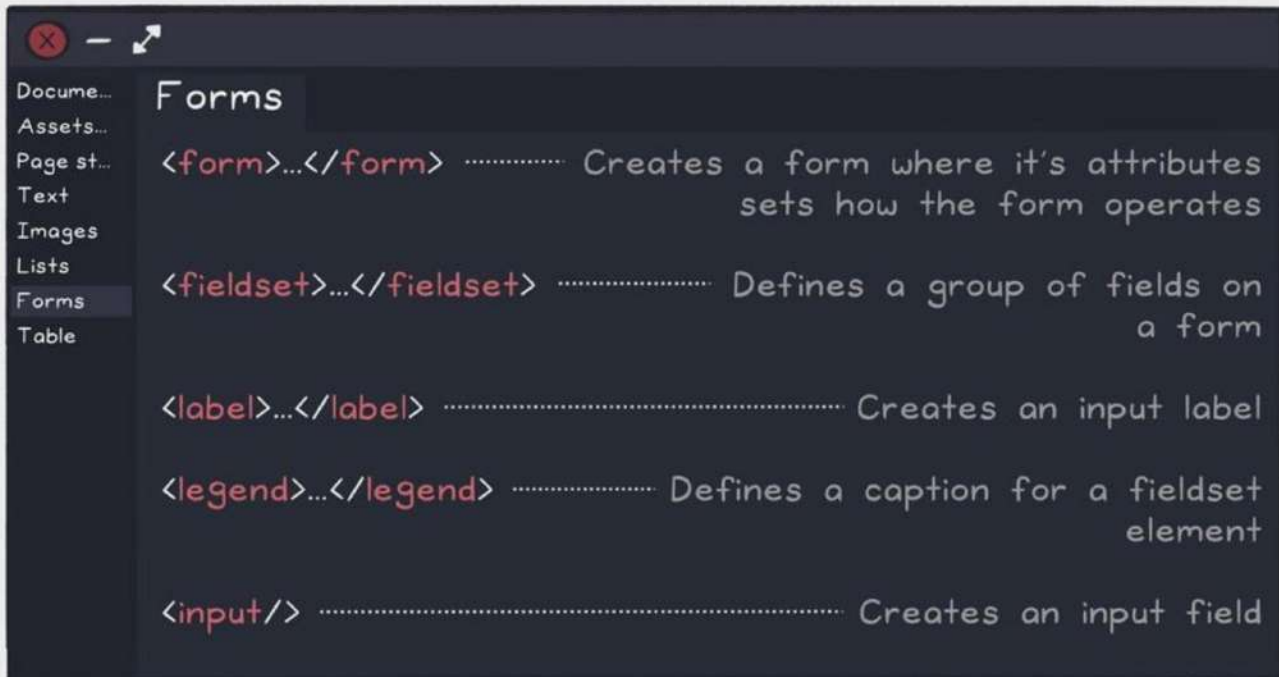 Docume...
Assets...
Page st...
Text
Images
Lists
Forms
Table
Forms
<form>...</form> .............. Creates a form where it's attributes
sets how the form operates
<fieldset>...</fieldset> ...................... Defines a group of fields on
a form
<label>...</label> .......................................................... Creates an input label
<legend>...</legend> ..................... Defines a caption for a fieldset
element
<input/> ............................................................................ Creates an input field